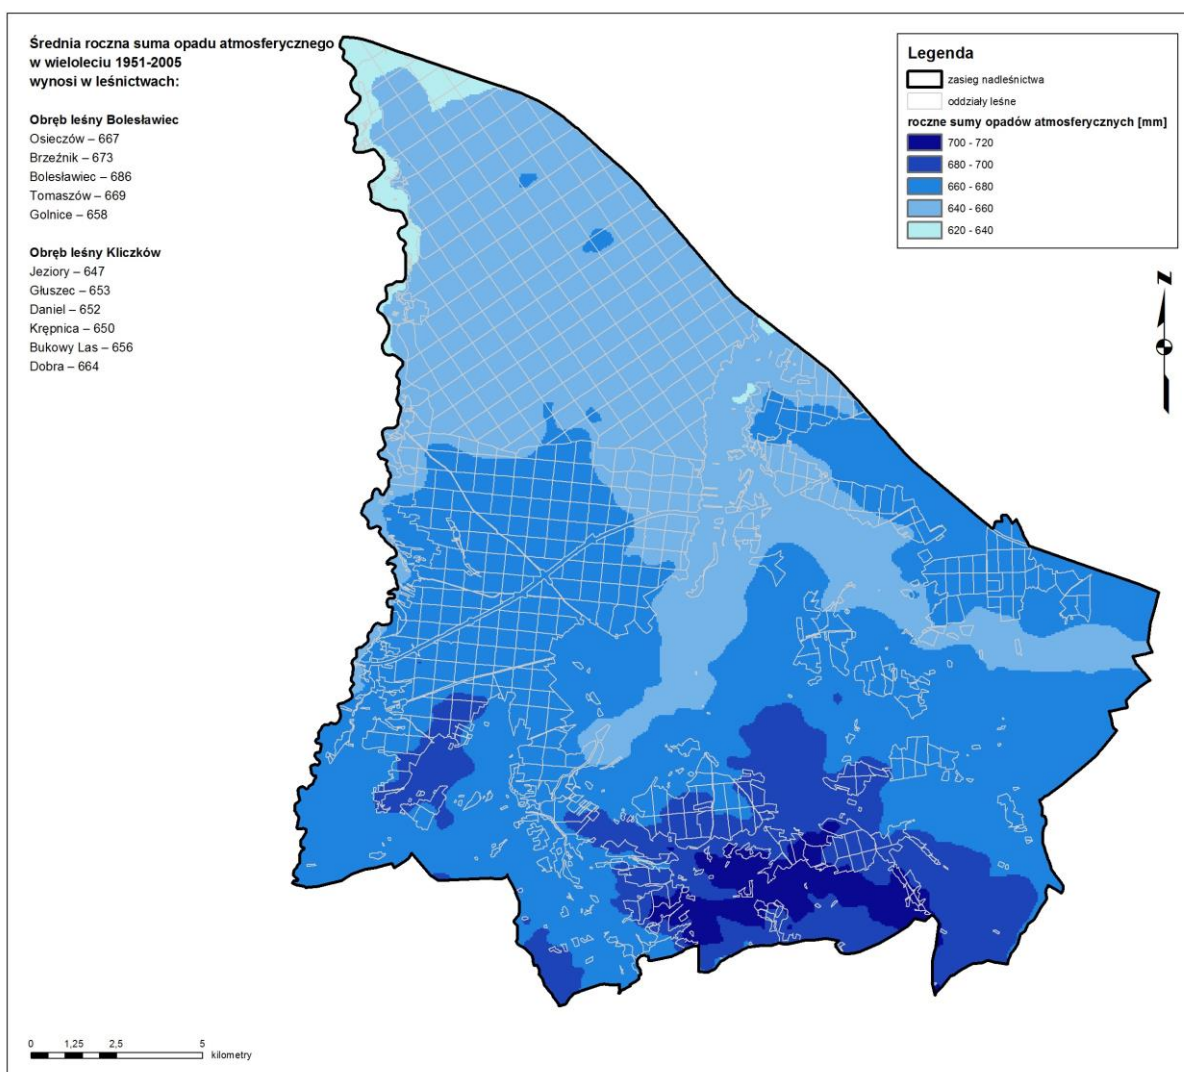 Średnia roczna suma opadu atmosferycznego
w wieloleciu 1951-2005
wynosi w leśnictwach:
Obręb leśny Bolesławiec
Osieczów – 667
Brzeźnik – 673
Bolesławiec – 686
Tomaszów – 669
Golnice – 658
Obręb leśny Kliczków
Jeziory – 647
Głuszec – 653
Daniel – 652
Krępnica – 650
Bukowy Las – 656
Dobra – 664
Legenda
zasieg nadleśnictwa
oddziały leśne
roczne sumy opadów atmosferycznych [mm]
700 - 720
680 - 700
660 - 680
640 - 660
620 - 640
N
0 1,25 2,5 5
kilometry